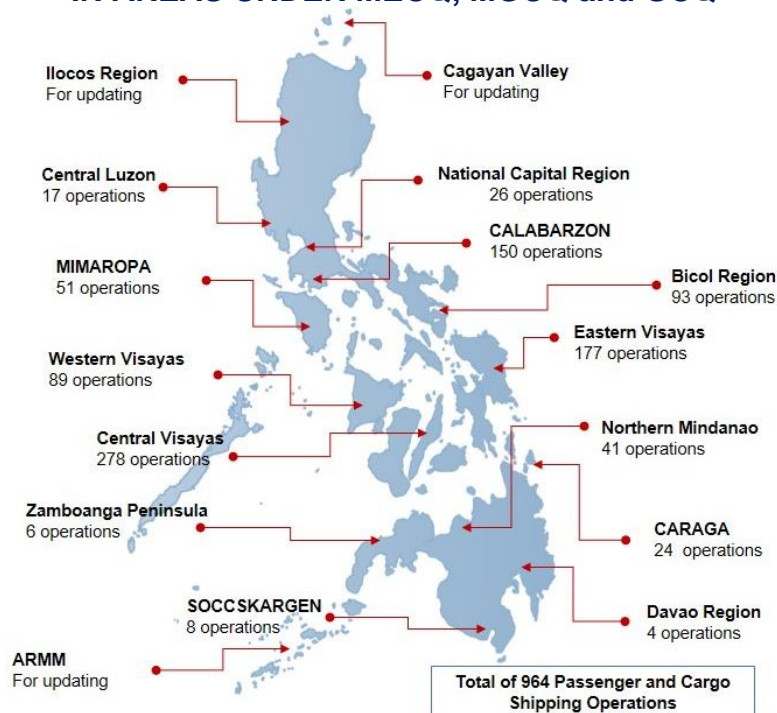 Ilocos Region
For updating
Cagayan Valley
For updating
Central Luzon
17 operations
National Capital Region
26 operations
CALABARZON
150 operations
MIMAROPA
51 operations
Bicol Region
93 operations
Eastern Visayas
177 operations
Western Visayas
89 operations
Northern Mindanao
41 operations
Central Visayas
278 operations
Zamboanga Peninsula
6 operations
CARAGA
24 operations
SOCCSKARGEN
8 operations
Davao Region
4 operations
ARMM
For updating
Total of 964 Passenger and Cargo
Shipping Operations